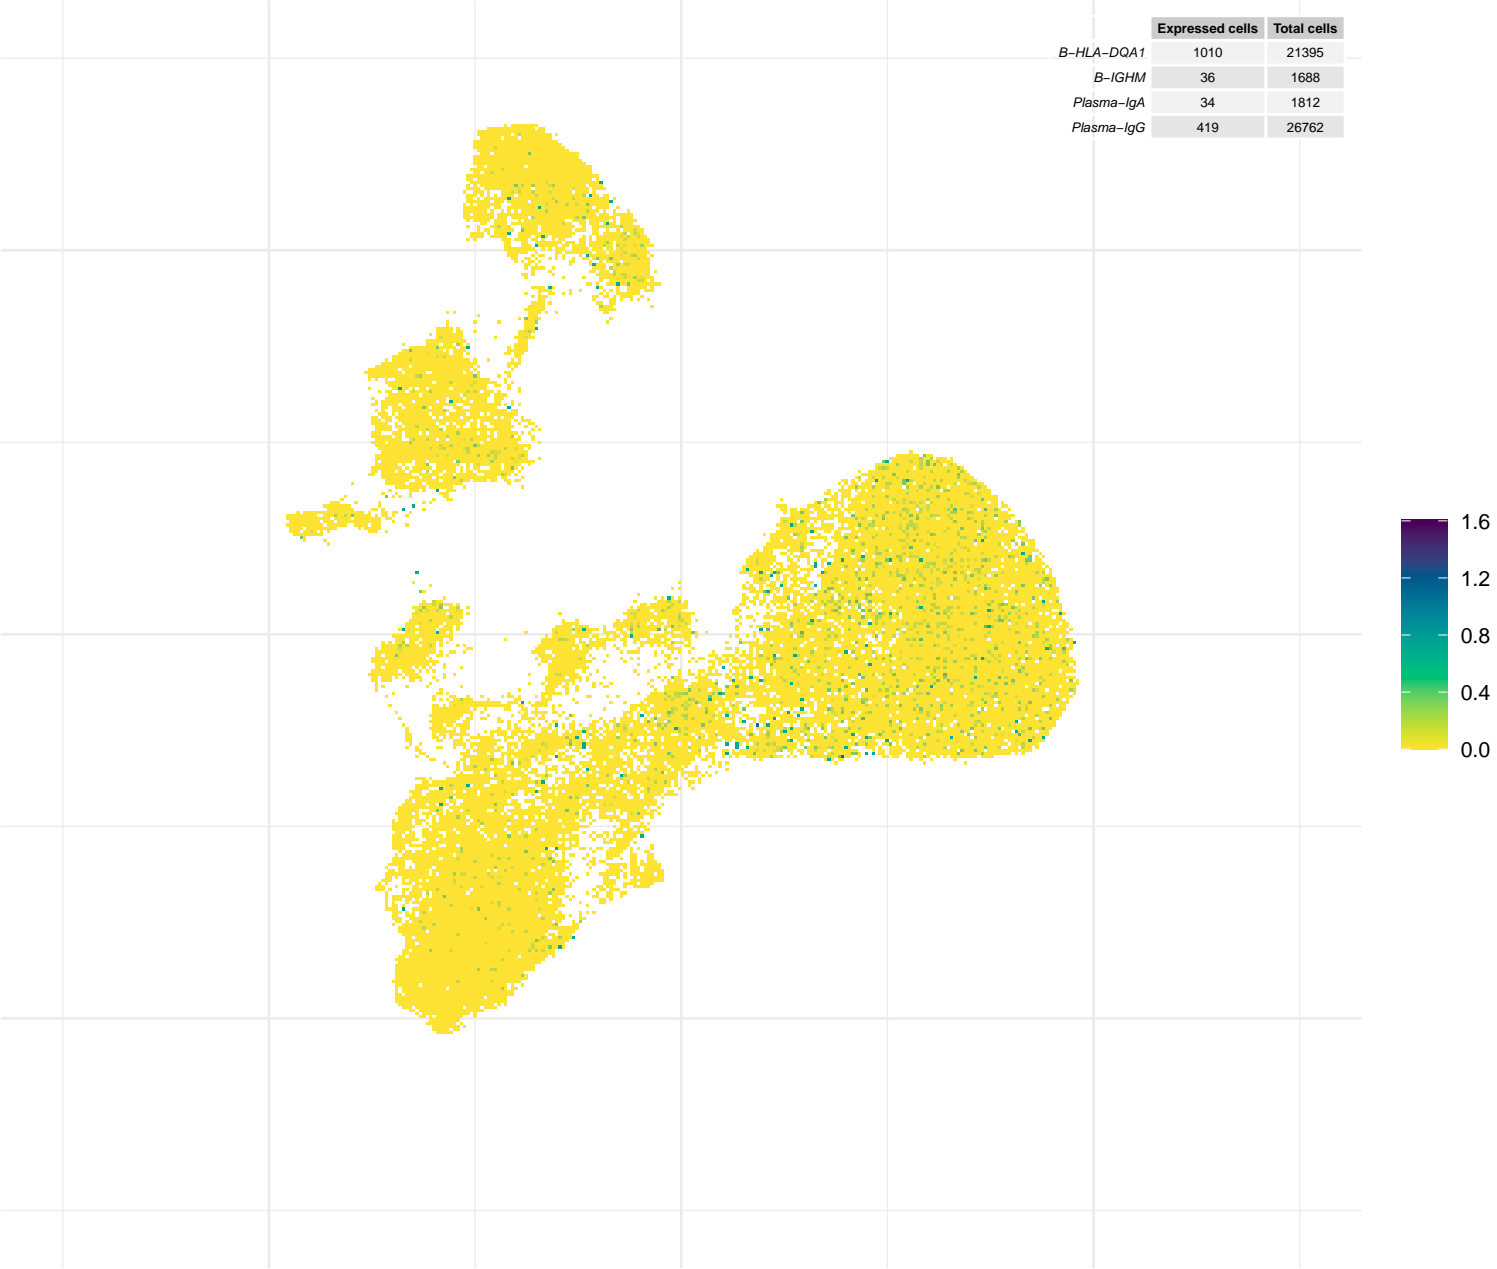 Expressed cells Total cells
B−HLA−DQA1 1010 21395
B−IGHM 36 1688
Plasma−IgA 34 1812
Plasma−IgG 419 26762
1.6
1.2
0.8
0.4
0.0